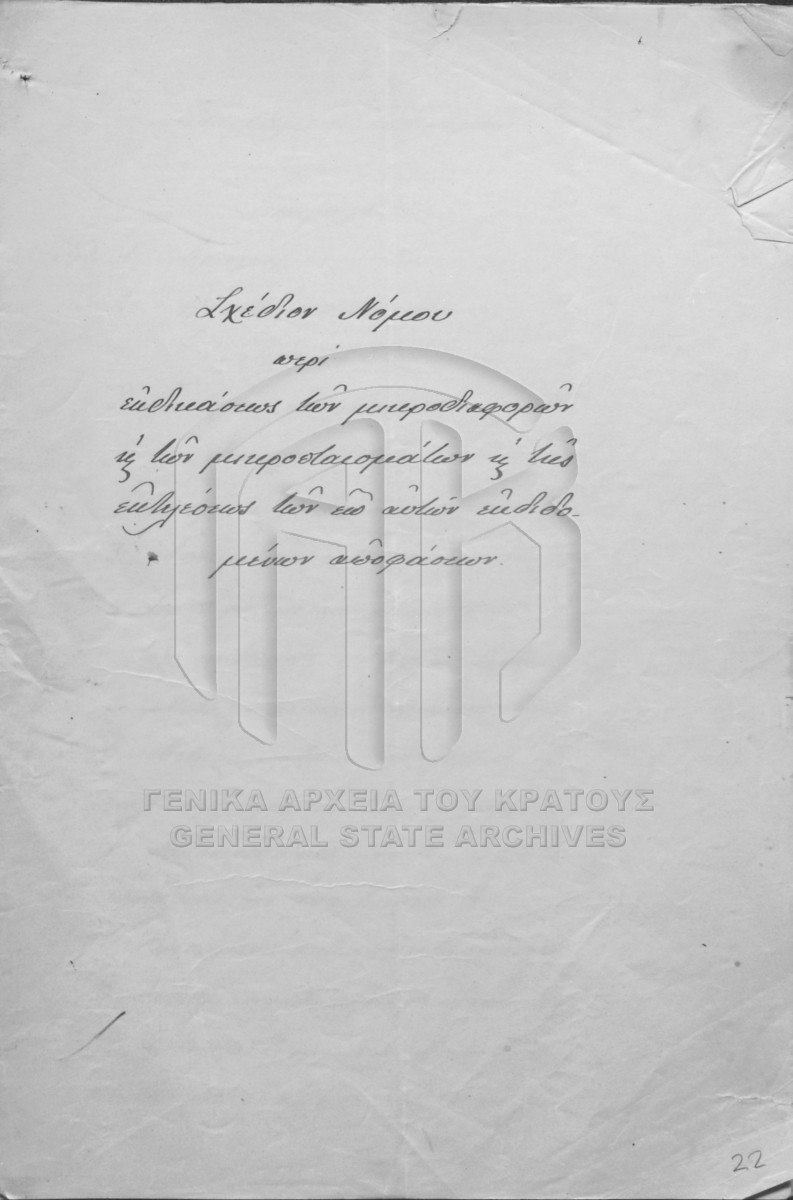 Σχέδιον Νόμου
περὶ
ἐκδικάσεως τῶν μικροδιαφορῶν
ϗ τῶν μικροπταισμάτων ϗ τῆς
ἐκτελέσεως τῶν ἐπ' αὐτῶν ἐκδιδο-
μένων ἀποφάσεων.
ΓΕΝΙΚΑ ΑΡΧΕΙΑ ΤΟΥ ΚΡΑΤΟΥΣ
GENERAL STATE ARCHIVES
22